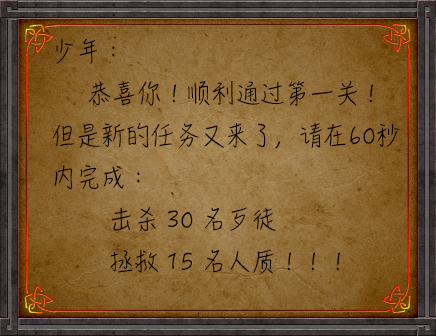 少年：
恭喜你！顺利通过第一关！
但是新的任务又来了，请在60秒
内完成：
击杀 30 名歹徒
拯救 15 名人质！！！